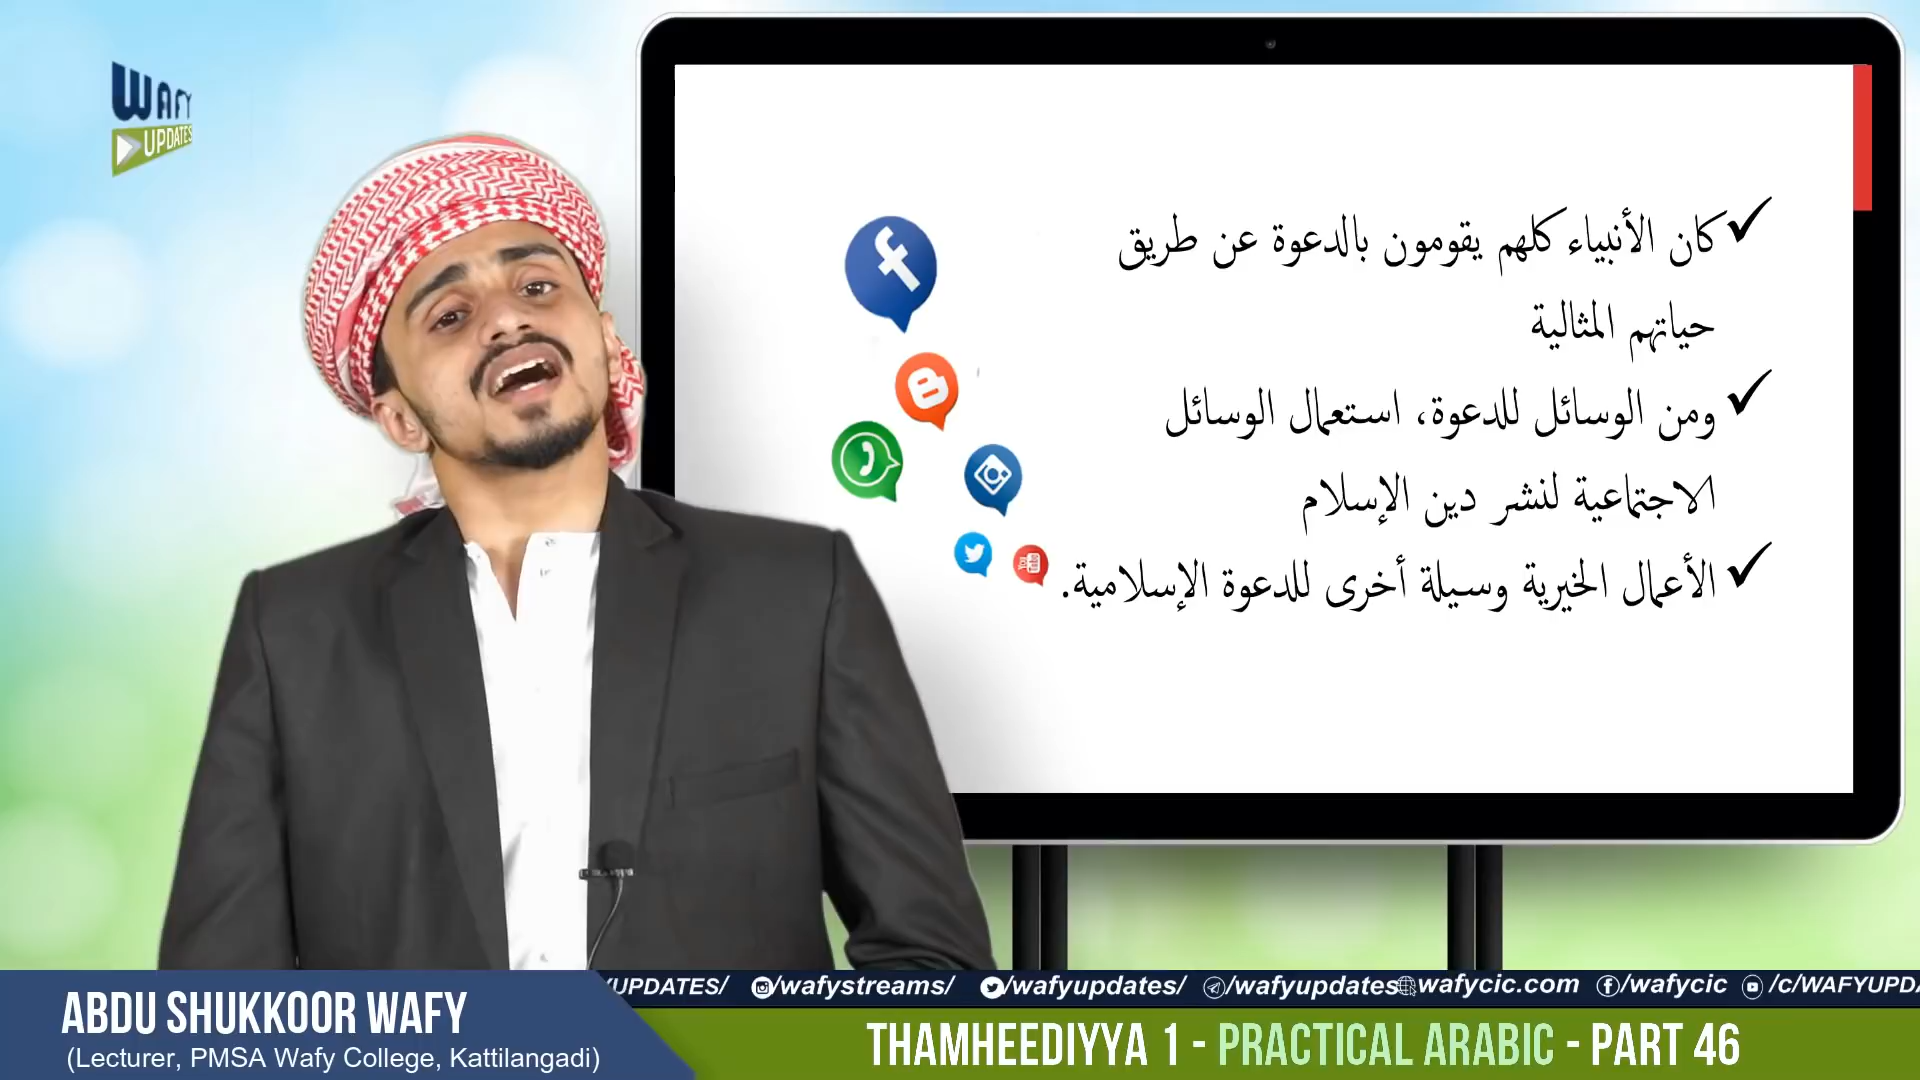 WAFY
UPDATES
كان الأنبياء كلهم يقومون بالدعوة عن طريق
حياتهم المثالية
ومن الوسائل للدعوة، استعمال الوسائل
الاجتماعية لنشر دين الإسلام
الأعمال الخيرية وسيلة أخرى للدعوة الإسلامية.
YUPDATES/ /wafystreams/ /wafyupdates/ /wafyupdates wafycic.com /wafycic /c/WAFYUPDA
ABDU SHUKKOOR WAFY
(Lecturer, PMSA Wafy College, Kattilangadi)
THAMHEEDIYYA 1 - PRACTICAL ARABIC - PART 46